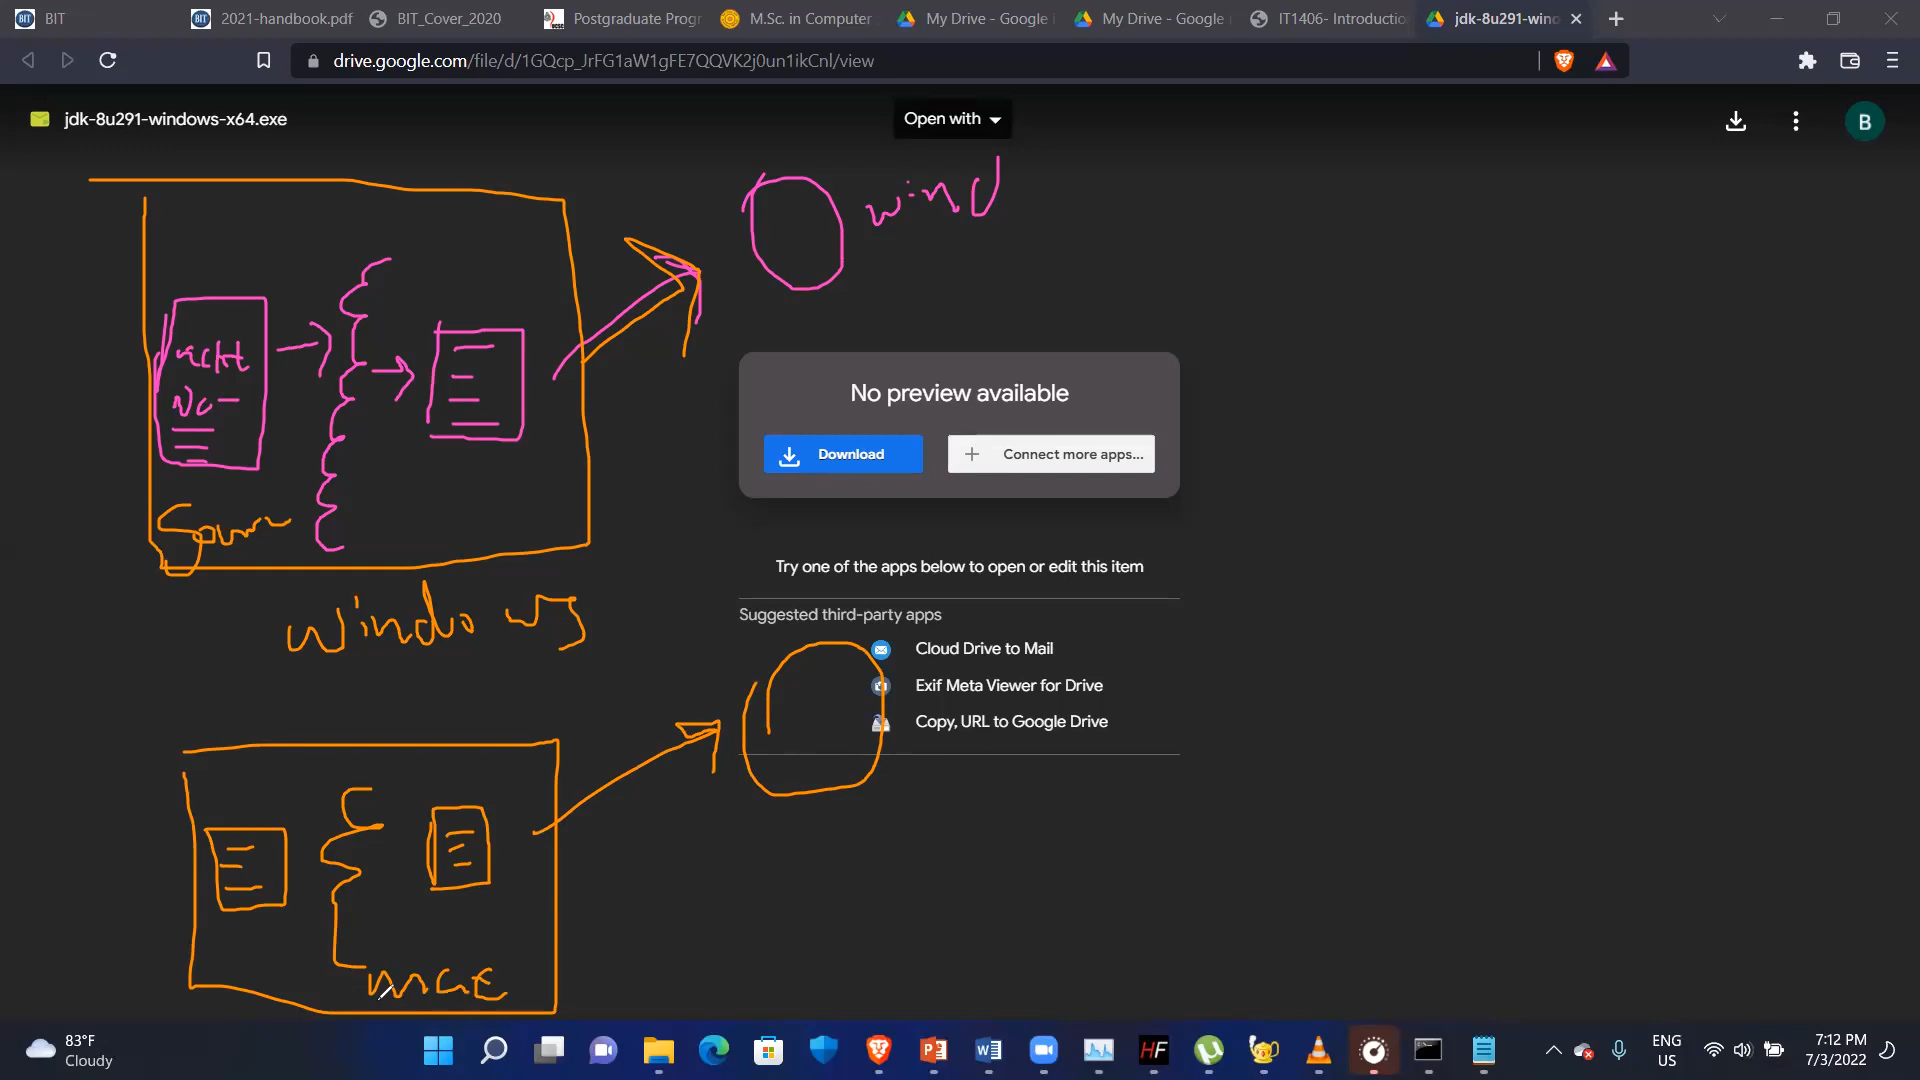 BIT
2021-handbook.pdf
BIT_Cover_2020
Postgraduate Progr
M.Sc. in Computer
My Drive - Google
My Drive - Google
IT1406- Introductio
jdk-8u291-wind
drive.google.com/file/d/1GQcp_JrFG1aW1gFE7QQVK2j0un1ikCnl/view
jdk-8u291-windows-x64.exe
Open with
B
wind
No preview available
Download
Connect more apps...
Try one of the apps below to open or edit this item
Suggested third-party apps
Cloud Drive to Mail
Exif Meta Viewer for Drive
Copy, URL to Google Drive
windows
83°F
Cloudy
ENG
US
7:12 PM
7/3/2022